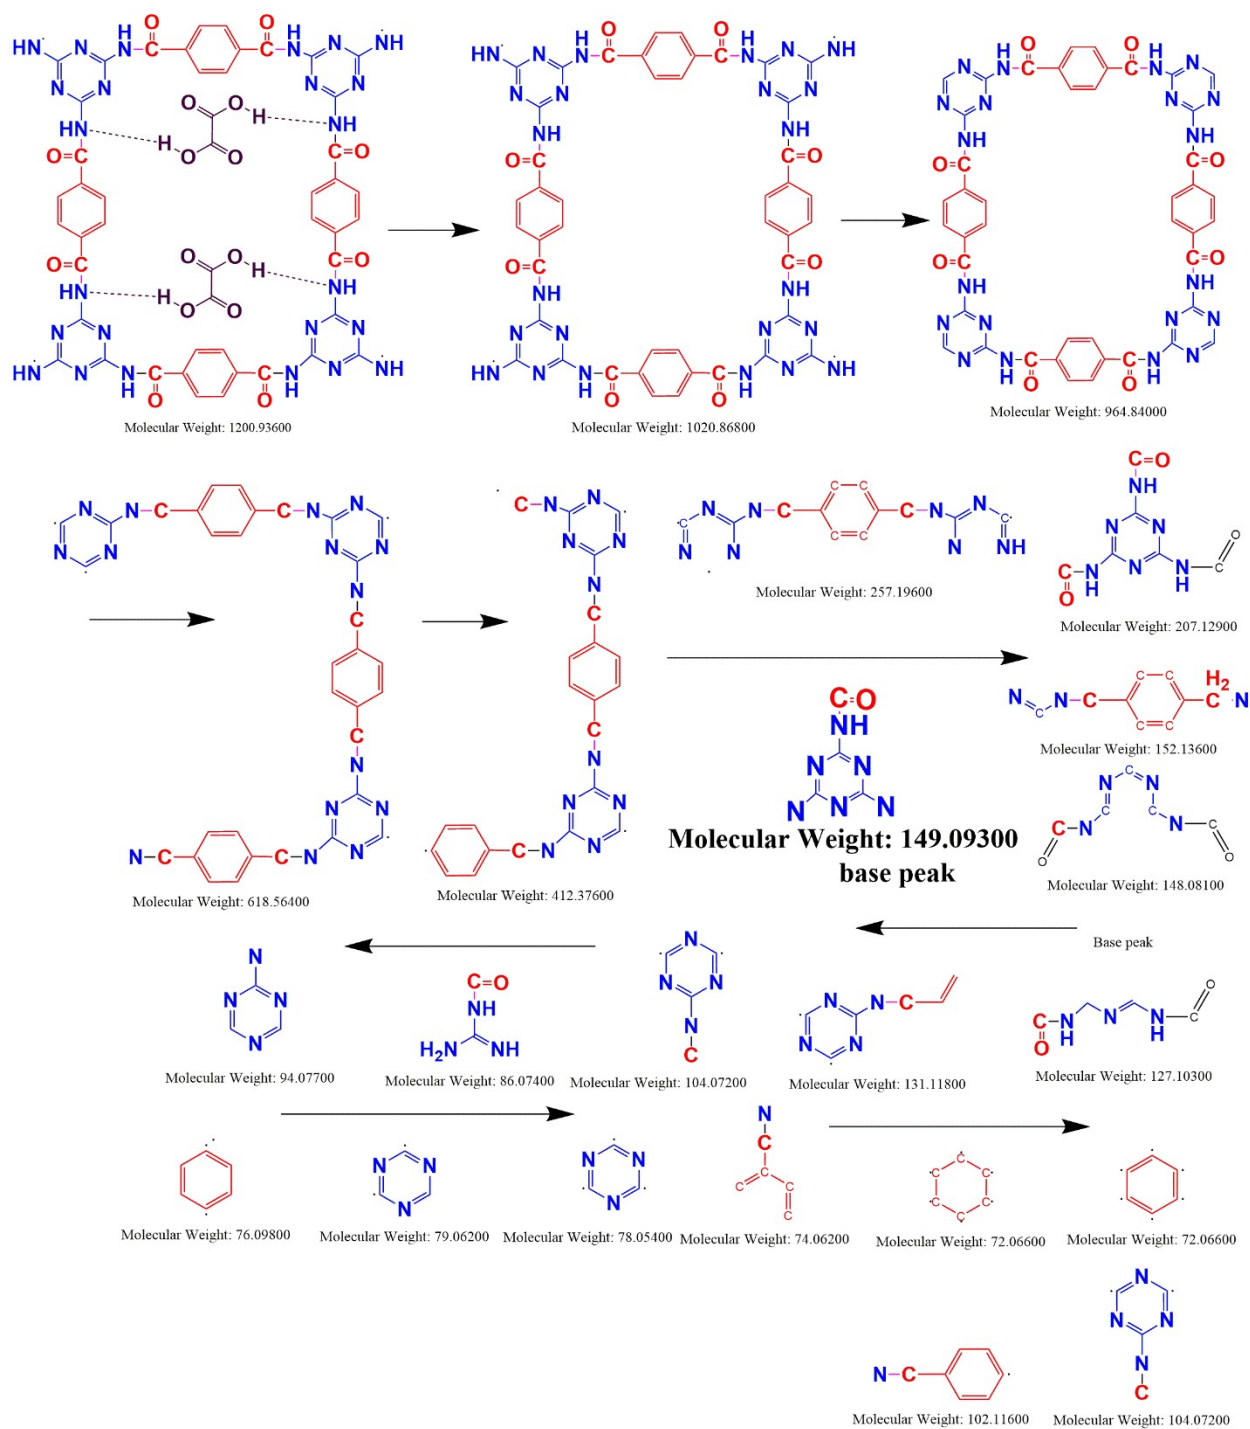 Molecular Weight: 1200.93600
Molecular Weight: 1020.86800
Molecular Weight: 964.84000
Molecular Weight: 618.56400
Molecular Weight: 412.37600
Molecular Weight: 257.19600
Molecular Weight: 207.12900
Molecular Weight: 152.13600
Molecular Weight: 149.09300
base peak
Molecular Weight: 148.08100
Base peak
Molecular Weight: 94.07700
Molecular Weight: 86.07400
Molecular Weight: 104.07200
Molecular Weight: 131.11800
Molecular Weight: 127.10300
Molecular Weight: 76.09800
Molecular Weight: 79.06200
Molecular Weight: 78.05400
Molecular Weight: 74.06200
Molecular Weight: 72.06600
Molecular Weight: 72.06600
Molecular Weight: 102.11600
Molecular Weight: 104.07200